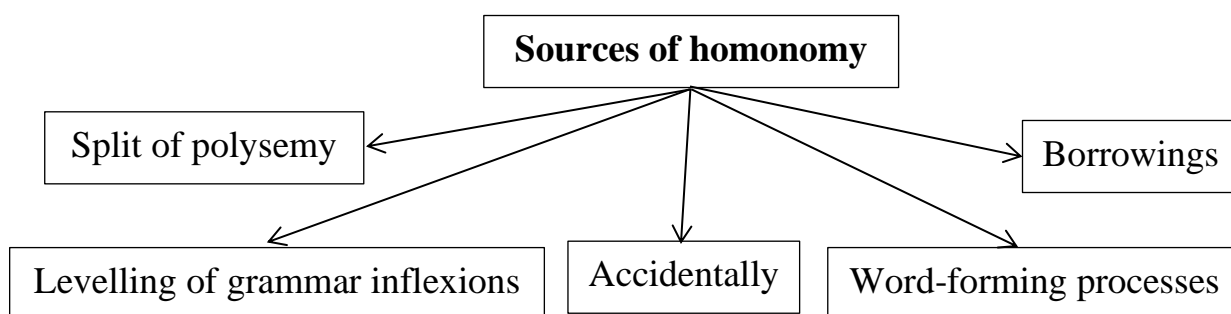 Sources of homonomy
Split of polysemy
Borrowings
Levelling of grammar inflexions
Accidentally
Word-forming processes